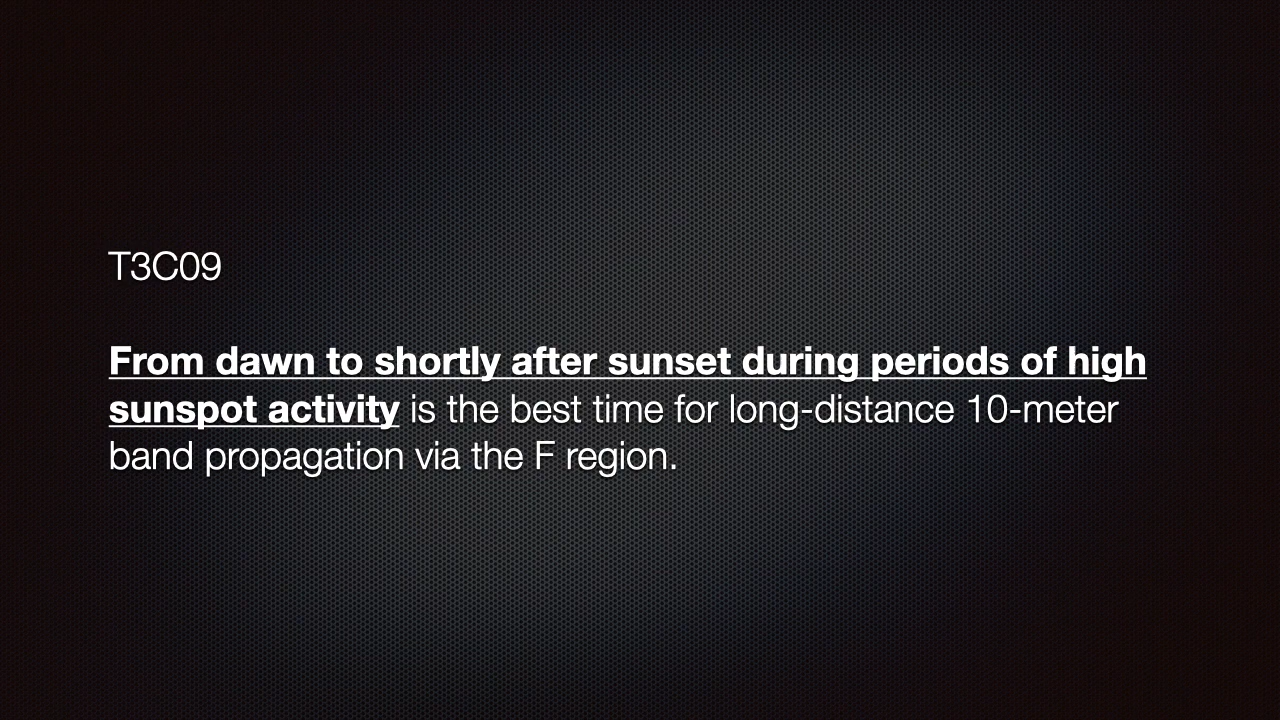 T3C09
From dawn to shortly after sunset during periods of high
sunspot activity is the best time for long-distance 10-meter
band propagation via the F region.